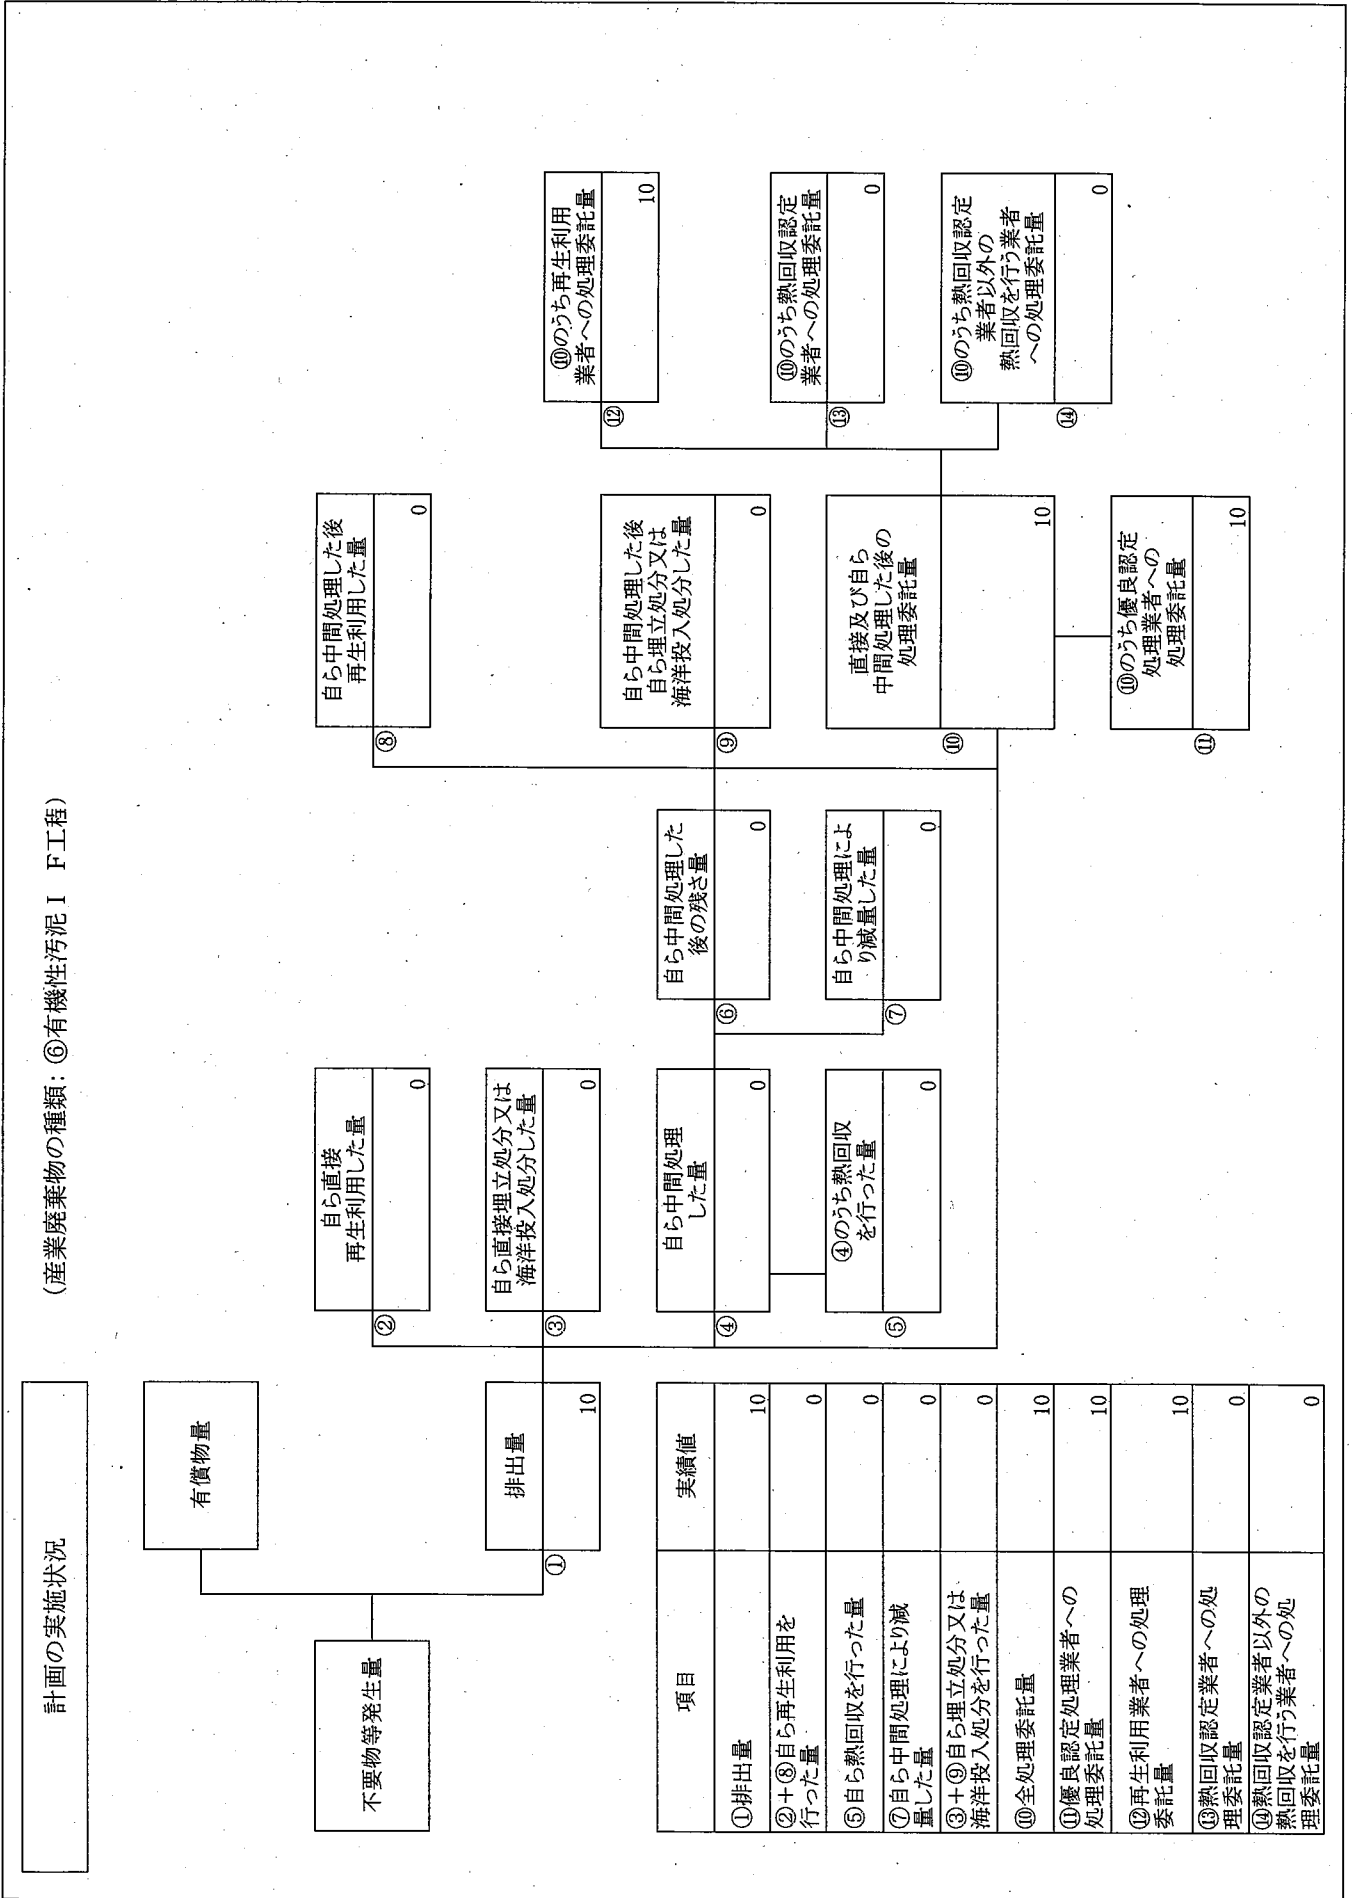 計画の実施状況
(産業廃棄物の種類：⑥有機性汚泥Ⅰ　Ｆ工程)
不要物等発生量
有償物量
①
排出量
10
②
自ら直接
再生利用した量
0
③
自ら直接埋立処分又は
海洋投入処分した量
0
④
自ら中間処理
した量
0
⑤
④のうち熱回収
を行った量
0
⑥
自ら中間処理した
後の残さ量
0
⑦
自ら中間処理によ
り減量した量
0
⑧
自ら中間処理した後
再生利用した量
0
⑨
自ら中間処理した後
自ら埋立処分又は
海洋投入処分した量
0
⑩
直接及び自ら
中間処理した後の
処理委託量
10
⑪
⑩のうち優良認定
処理業者への
処理委託量
10
⑫
⑩のうち再生利用
業者への処理委託量
10
⑬
⑩のうち熱回収認定
業者への処理委託量
0
⑭
⑩のうち熱回収認定
業者以外の
熱回収を行う業者
への処理委託量
0
項目
実績値
①排出量
10
②+⑧自ら再生利用を
行った量
0
⑤自ら熱回収を行った量
0
⑦自ら中間処理により減
量した量
0
③+⑨自ら埋立処分又は
海洋投入処分を行った量
0
⑩全処理委託量
10
⑪優良認定処理業者への
処理委託量
10
⑫再生利用業者への処理
委託量
10
⑬熱回収認定業者への処
理委託量
0
⑭熱回収認定業者以外の
熱回収を行う業者への処
理委託量
0